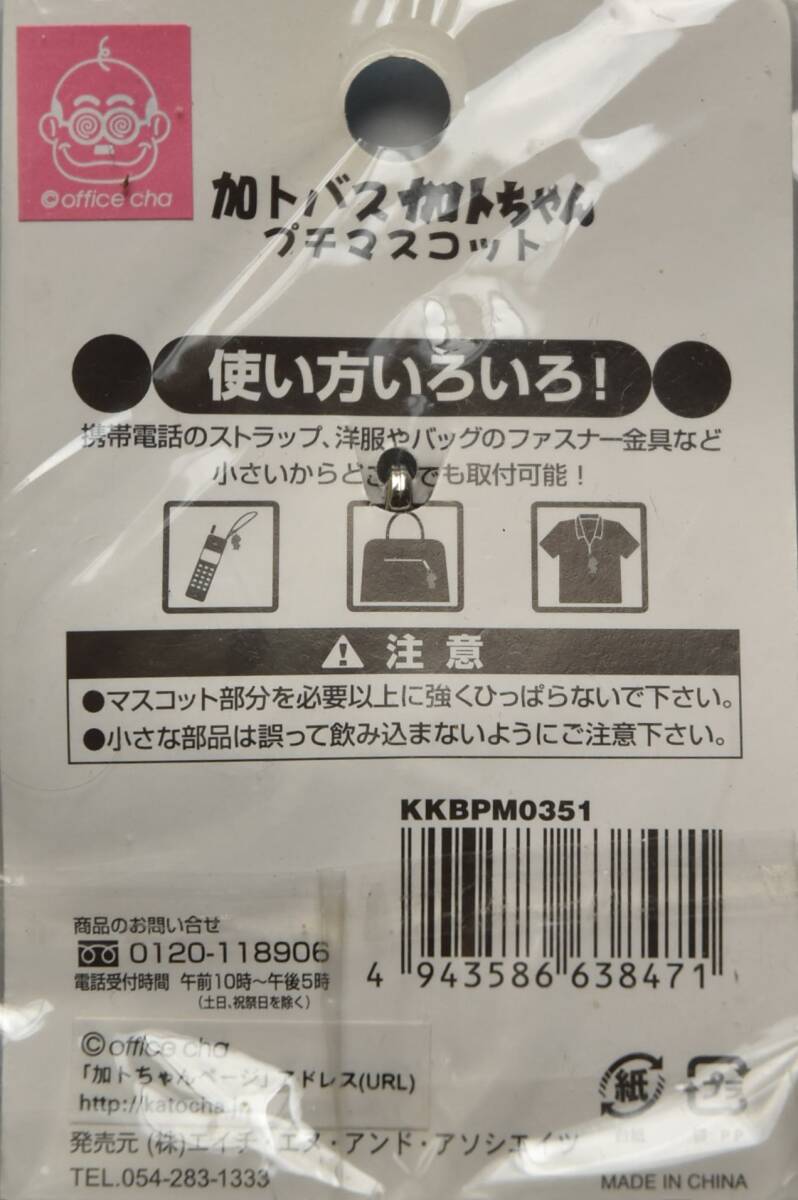 ©office cha
加トバス加トちゃん
プチマスコット
使い方いろいろ!
携帯電話のストラップ、洋服やバッグのファスナー金具など
小さいからど でも取付可能!
注意
●マスコット部分を必要以上に強くひっぱらないで下さい。
●小さな部品は誤って飲み込まないようにご注意下さい。
KKBPM0351
4 943586 638471
商品のお問い合せ
0120-118906
電話受付時間 午前10時〜午後5時
(土日、祝祭日を除く)
©office cha
「加トちゃんページ」アドレス(URL)
http://katocha.jp
発売元 (株)エイチ・エヌ・アンド・アソシエイツ
TEL.054-283-1333
紙
プラ
MADE IN CHINA